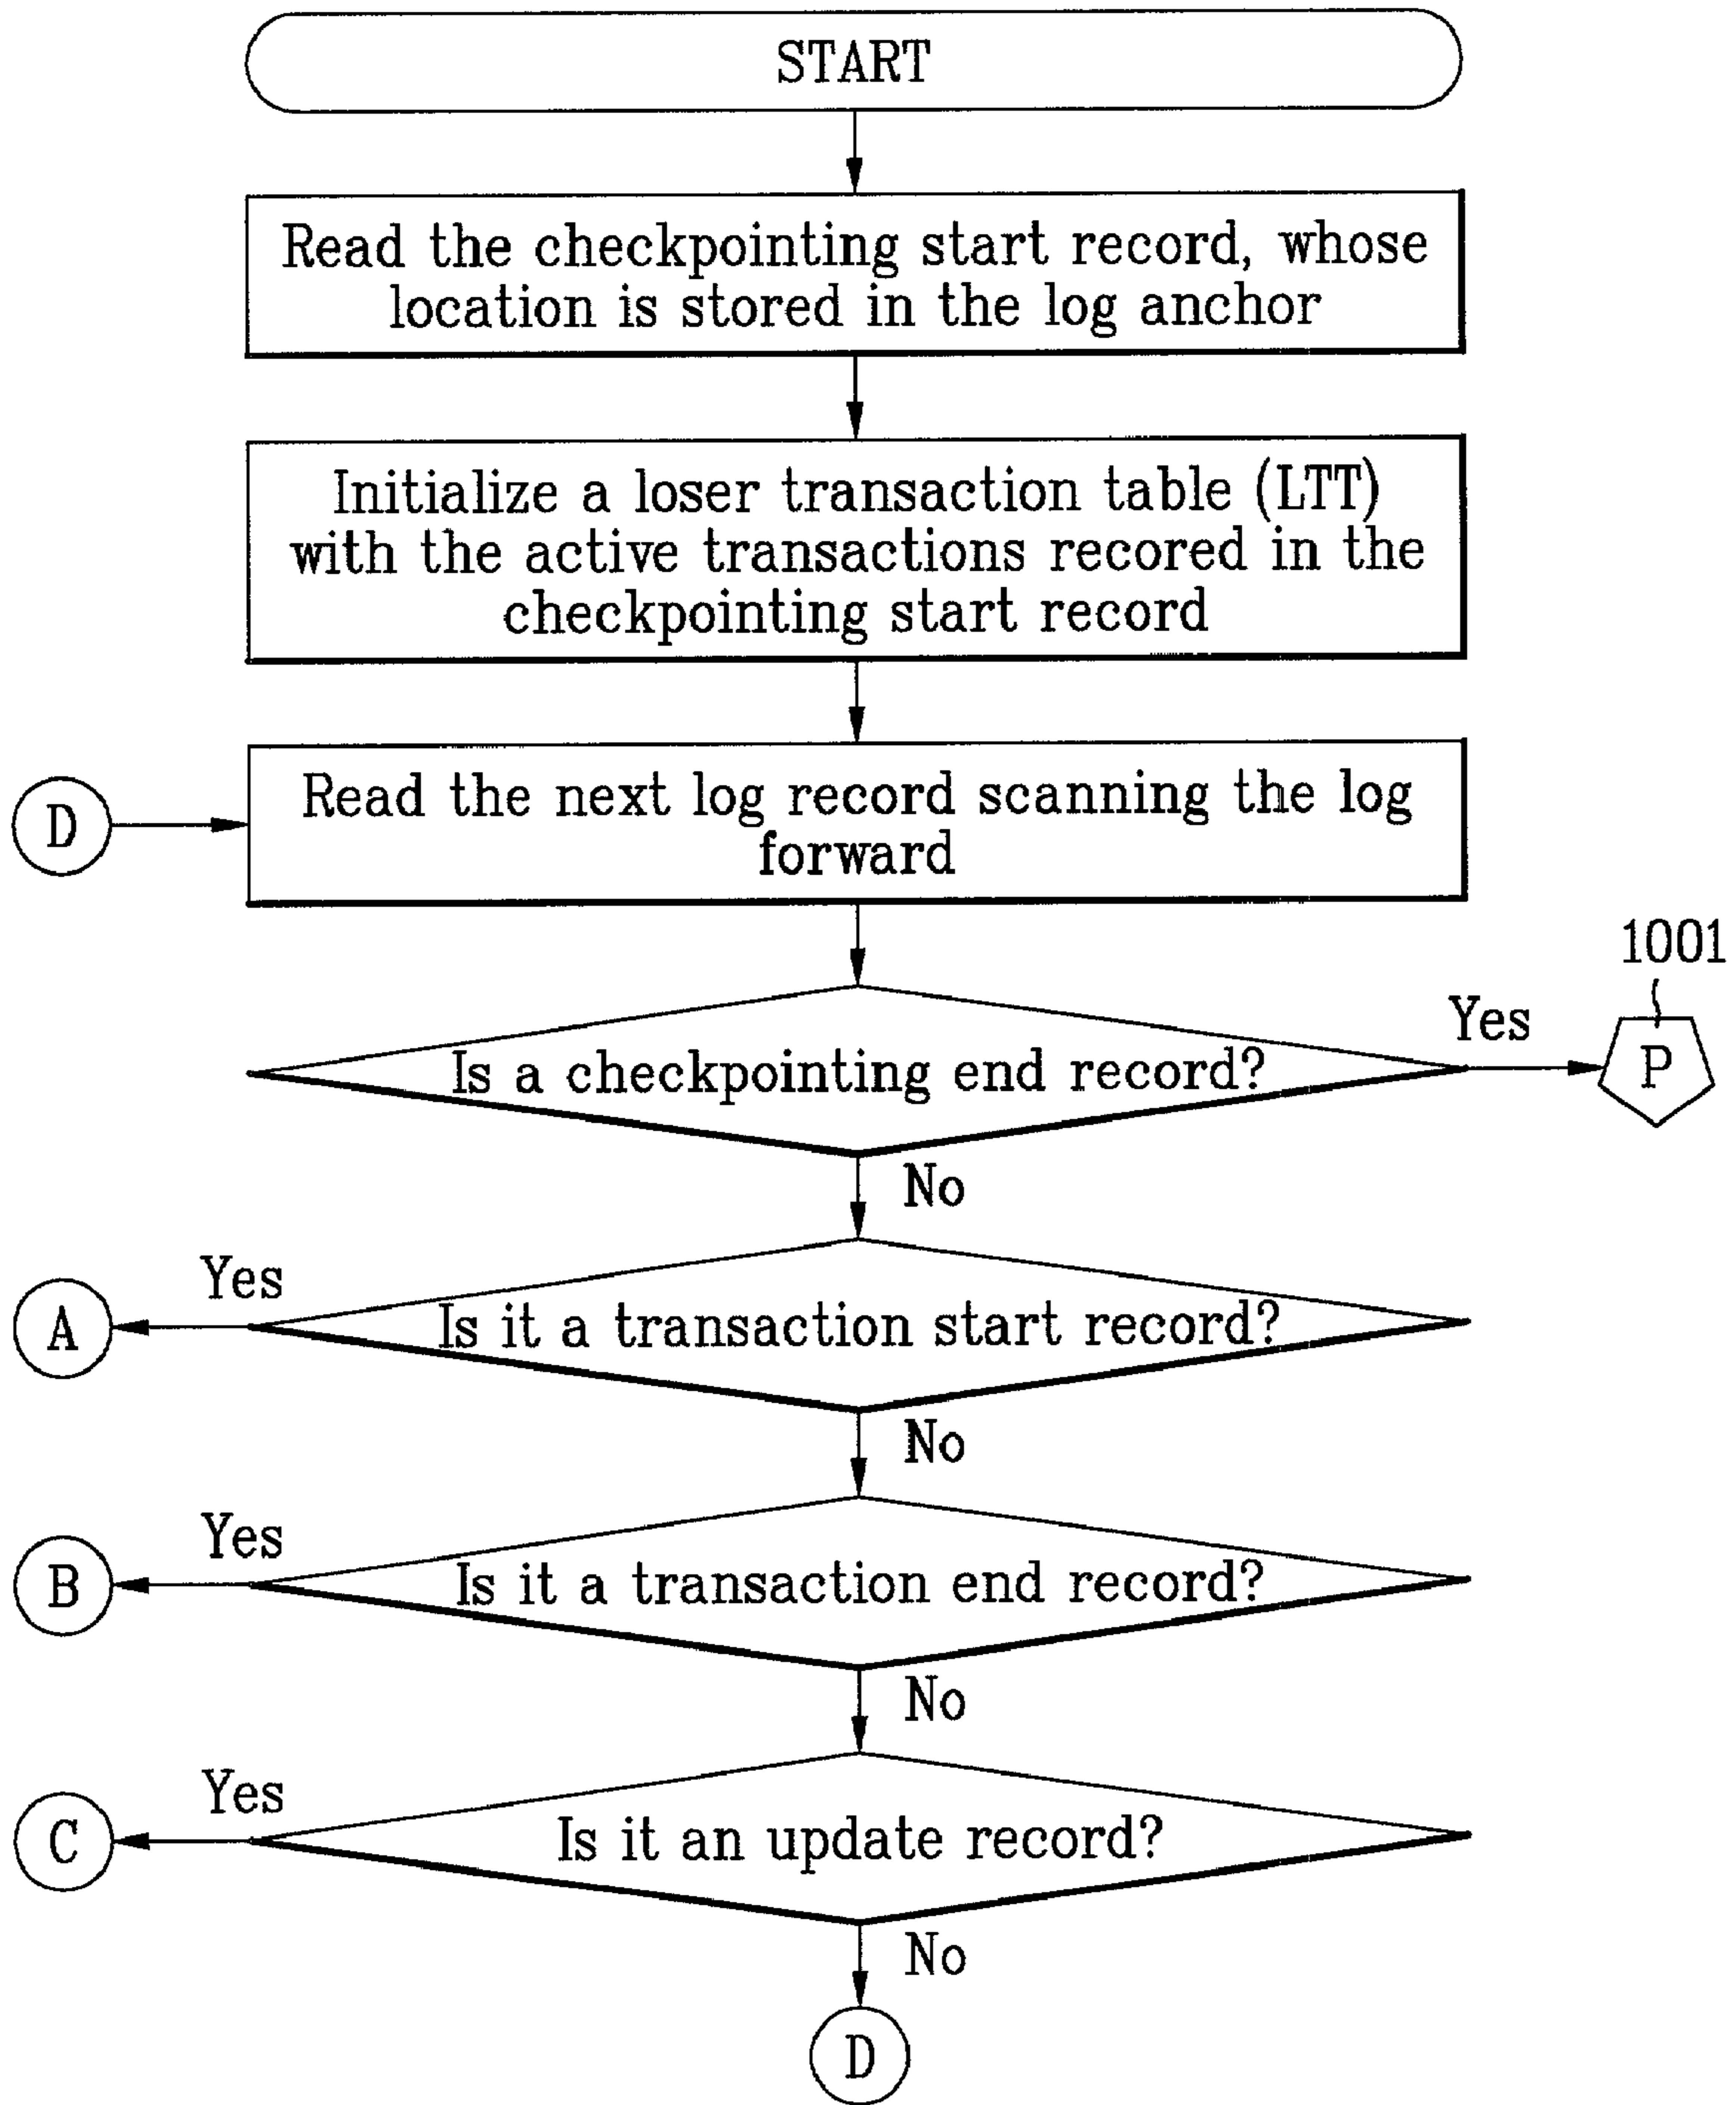 START
Read the checkpointing start record, whose
location is stored in the log anchor
Initialize a loser transaction table (LTT)
with the active transactions recored in the
checkpointing start record
D
Read the next log record scanning the log
forward
1001
Is a checkpointing end record?
Yes
P
No
A
Yes
Is it a transaction start record?
No
B
Yes
Is it a transaction end record?
No
C
Yes
Is it an update record?
No
D